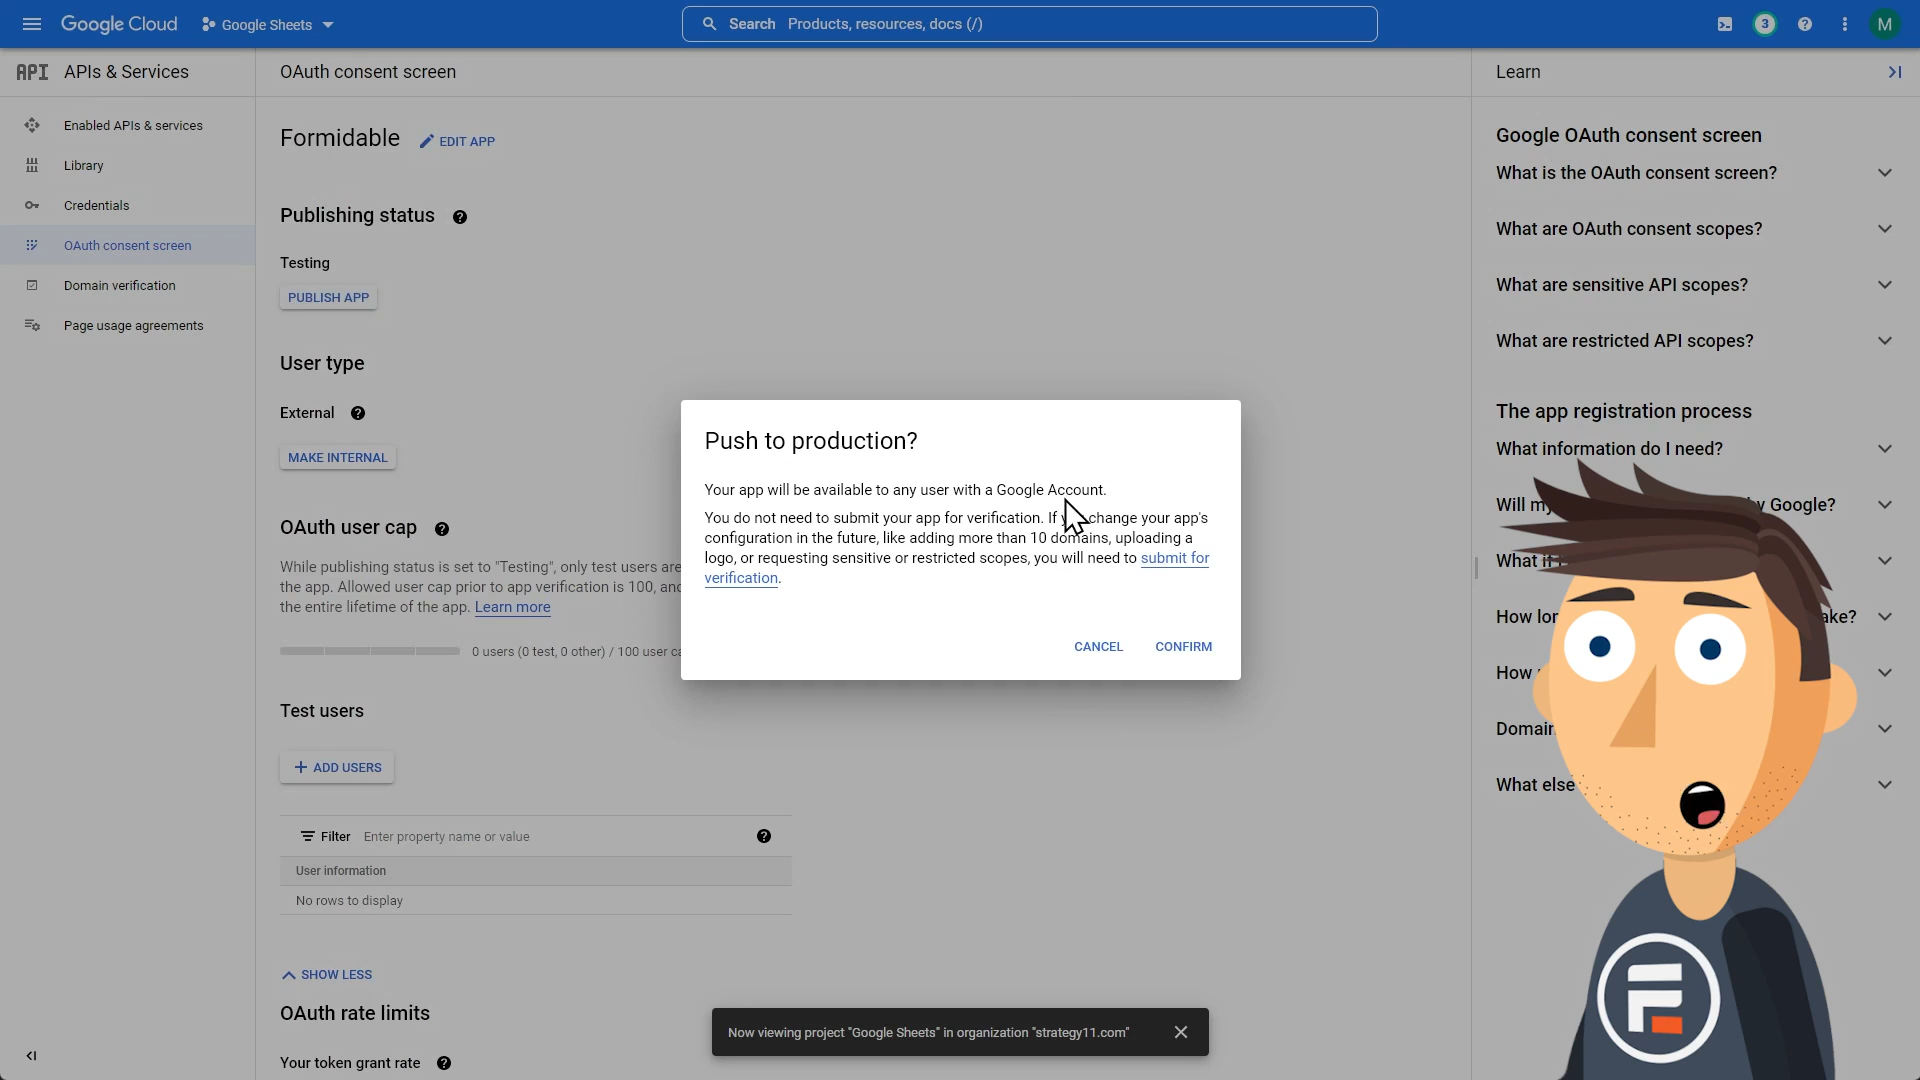 Google Cloud
Google Sheets
Search Products, resources, docs (/)
3
M
API APIs & Services
OAuth consent screen
Learn
Enabled APIs & services
Library
Credentials
OAuth consent screen
Domain verification
Page usage agreements
Formidable
EDIT APP
Publishing status
Testing
PUBLISH APP
User type
External
MAKE INTERNAL
OAuth user cap
While publishing status is set to "Testing", only test users are
the app. Allowed user cap prior to app verification is 100, and
the entire lifetime of the app. Learn more
0 users (0 test, 0 other) / 100 user
Test users
+ ADD USERS
Filter Enter property name or value
User information
No rows to display
SHOW LESS
OAuth rate limits
Your token grant rate
Push to production?
Your app will be available to any user with a Google Account.
You do not need to submit your app for verification. If change your app's
configuration in the future, like adding more than 10 domains, uploading a
logo, or requesting sensitive or restricted scopes, you will need to submit for
verification.
CANCEL
CONFIRM
Now viewing project "Google Sheets" in organization "strategy11.com"
Google OAuth consent screen
What is the OAuth consent screen?
What are OAuth consent scopes?
What are sensitive API scopes?
What are restricted API scopes?
The app registration process
What information do I need?
Will Google?
What
How
How
What else